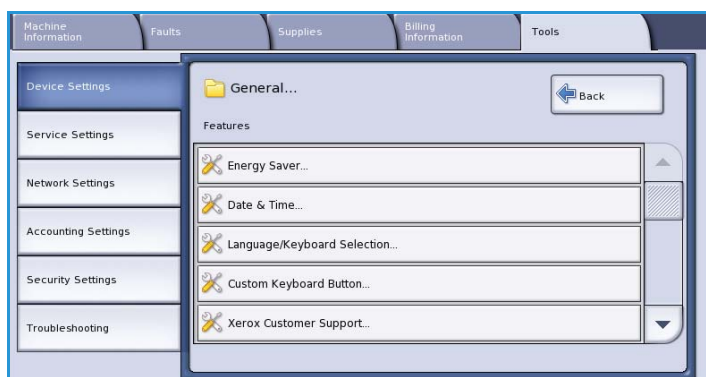 Machine
Information
Faults
Supplies
Billing
Information
Tools
Device Settings
Service Settings
Network Settings
Accounting Settings
Security Settings
Troubleshooting
General...
Back
Features
Energy Saver...
Date & Time...
Language/Keyboard Selection...
Custom Keyboard Button...
Xerox Customer Support...